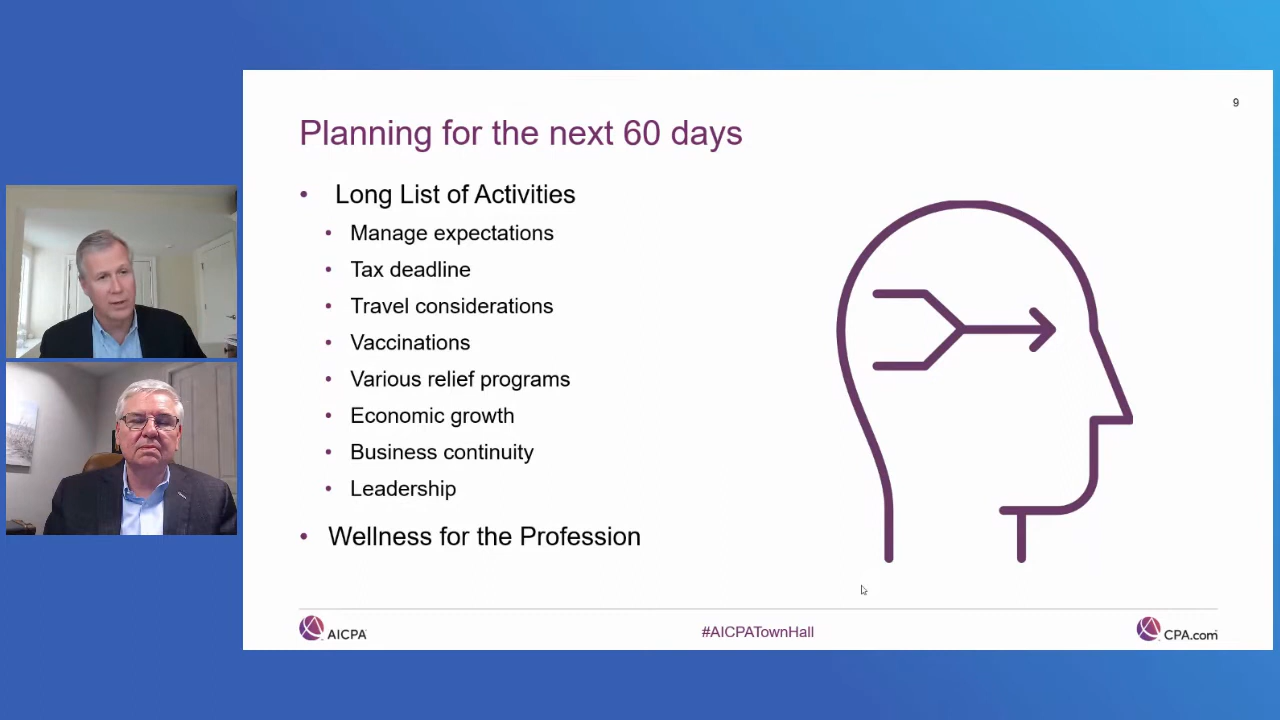 9
Planning for the next 60 days
• Long List of Activities
• Manage expectations
• Tax deadline
• Travel considerations
• Vaccinations
• Various relief programs
• Economic growth
• Business continuity
• Leadership
• Wellness for the Profession
AICPA
#AICPATownHall
CPA.com